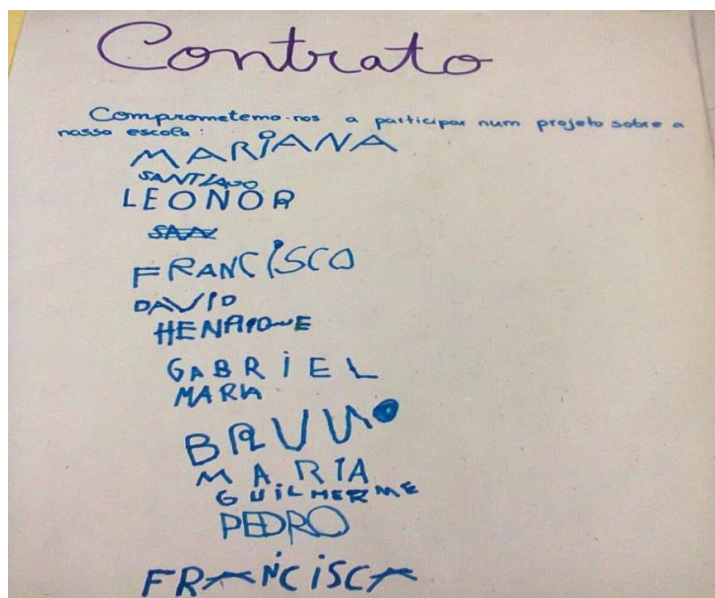 Contrato
Comprometemo-nos a participar num projeto sobre a
nossa escola:
MARIANA
SANTIAGO
LEONOR
FRANCISCO
DAVID
HENRIQUE
GABRIEL
MARIA
BRUNO
MARIA
GUILHERME
PEDRO
FRANCISCA